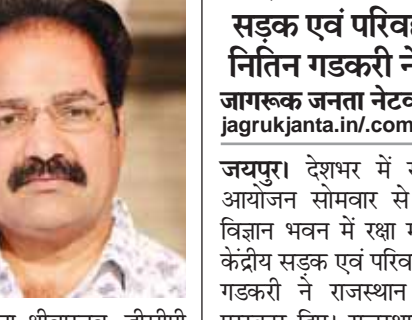 सड़क एवं परिवह
नितिन गडकरी ने
जागरूक जनता नेटव
jagrukjanta.in/.com
जयपुर। देशभर में स
आयोजन सोमवार से
विज्ञान भवन में रक्षा म
केंद्रीय सड़क एवं परिव
गडकरी ने राजस्थान